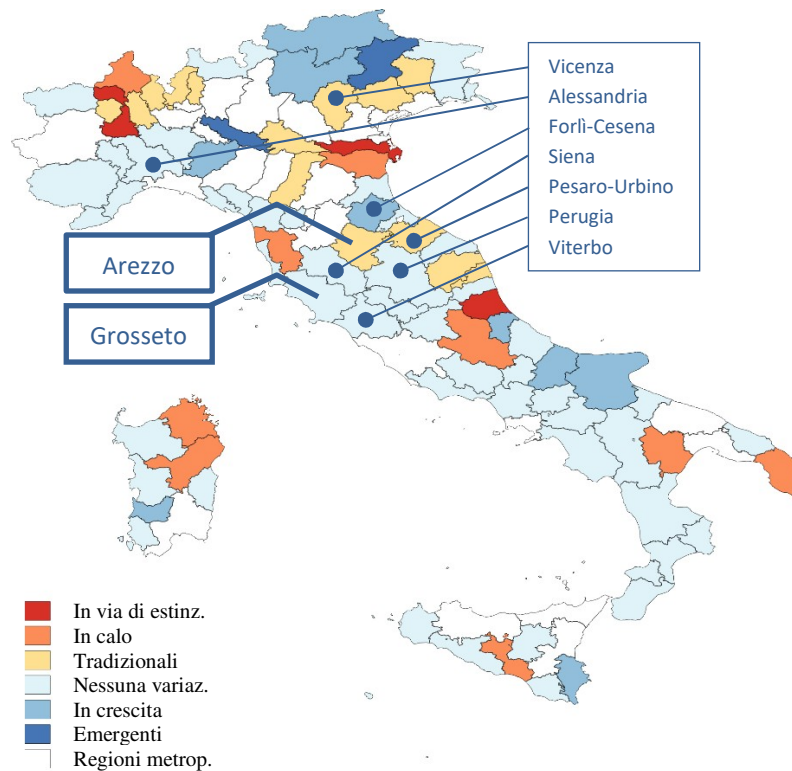 Vicenza
Alessandria
Forlì-Cesena
Siena
Pesaro-Urbino
Perugia
Viterbo
Arezzo
Grosseto
In via di estinz.
In calo
Tradizionali
Nessuna variaz.
In crescita
Emergenti
Regioni metrop.